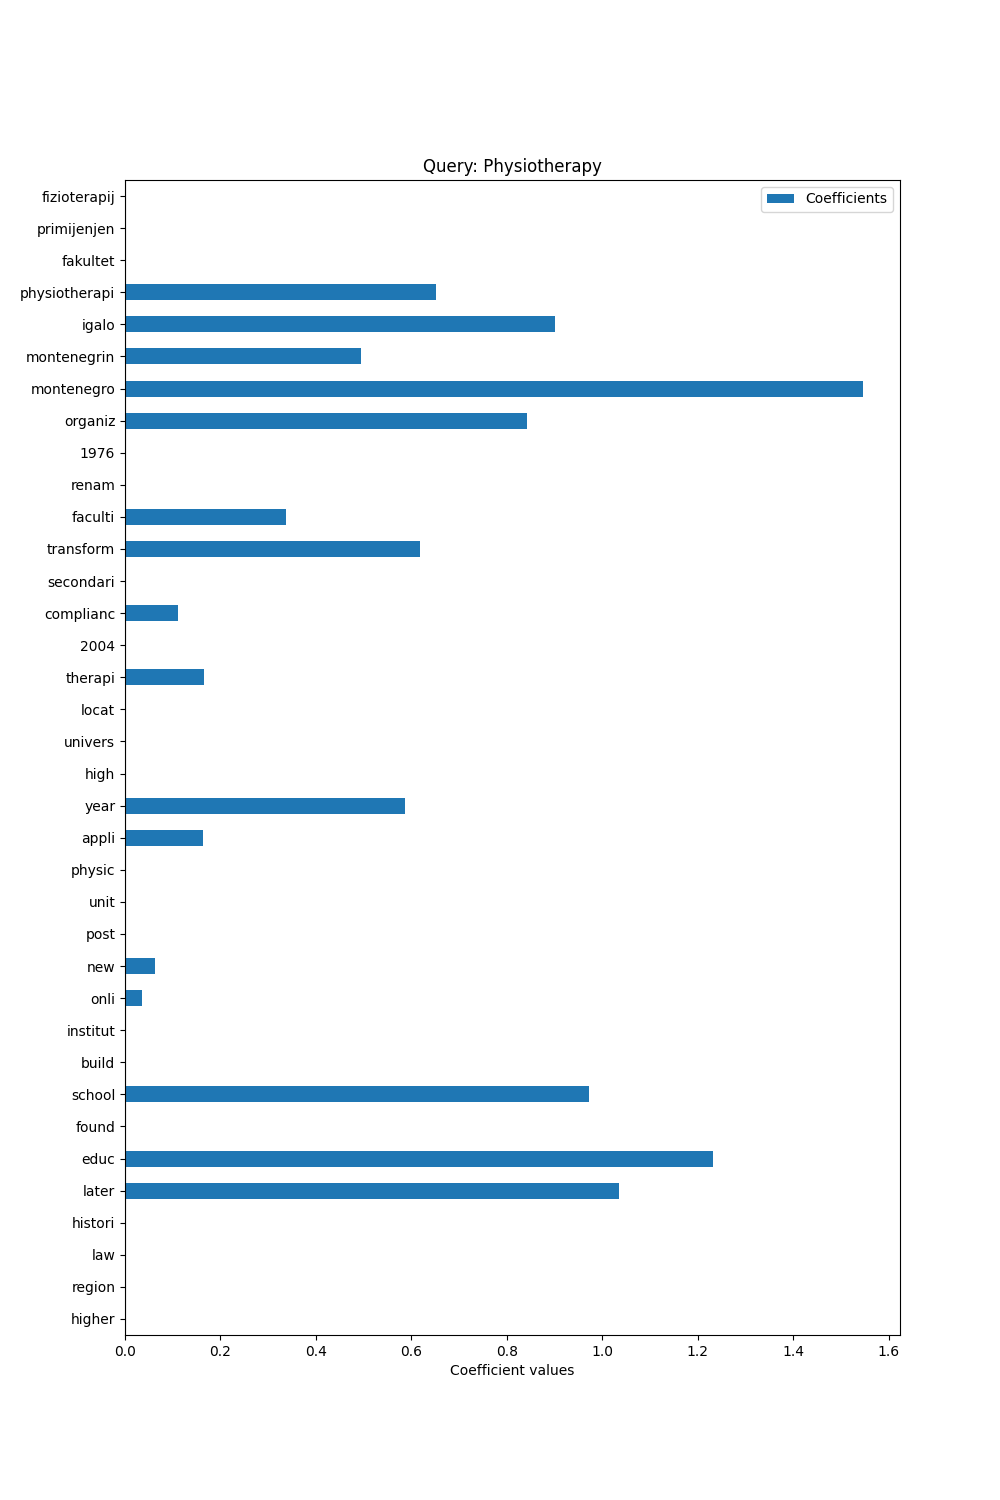 Query: Physiotherapy
Coefficients
fizioterapij
primijenjen
fakultet
physiotherapi
igalo
montenegrin
montenegro
organiz
1976
renam
faculti
transform
secondari
complianc
2004
therapi
locat
univers
high
year
appli
physic
unit
post
new
onli
institut
build
school
found
educ
later
histori
law
region
higher
0.0 0.2 0.4 0.6 0.8 1.0 1.2 1.4 1.6
Coefficient values